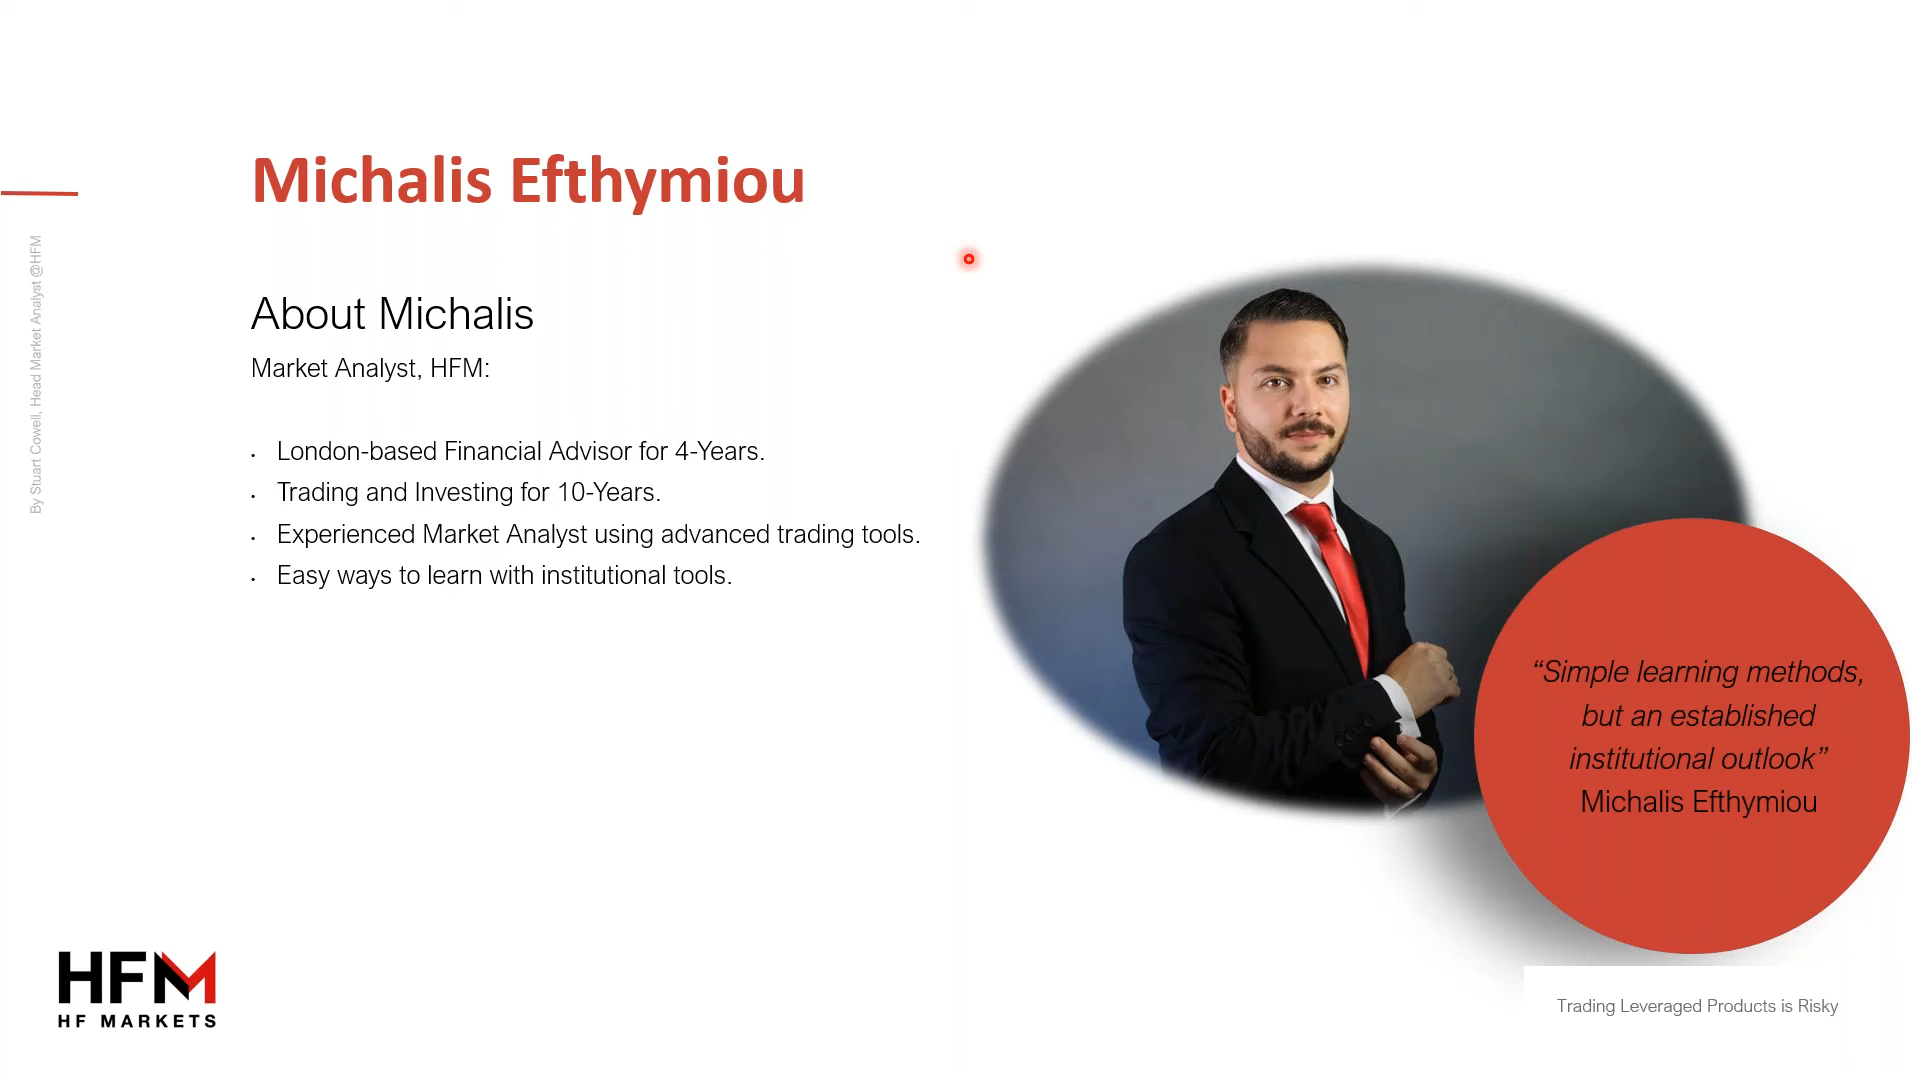 Michalis Efthymiou
By Stuart Cowell, Head Market Analyst @HFM
About Michalis
Market Analyst, HFM:
• London-based Financial Advisor for 4-Years.
• Trading and Investing for 10-Years.
• Experienced Market Analyst using advanced trading tools.
• Easy ways to learn with institutional tools.
“Simple learning methods,
but an established
institutional outlook”
Michalis Efthymiou
HFM
HF MARKETS
Trading Leveraged Products is Risky